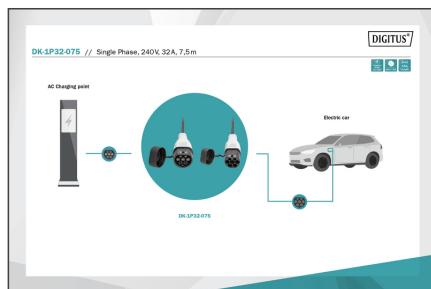 DIGITUS®
DK-1P32-075 // Single Phase, 240V, 32A, 7,5m
AC Charging point
Electric car
DK-1P32-075